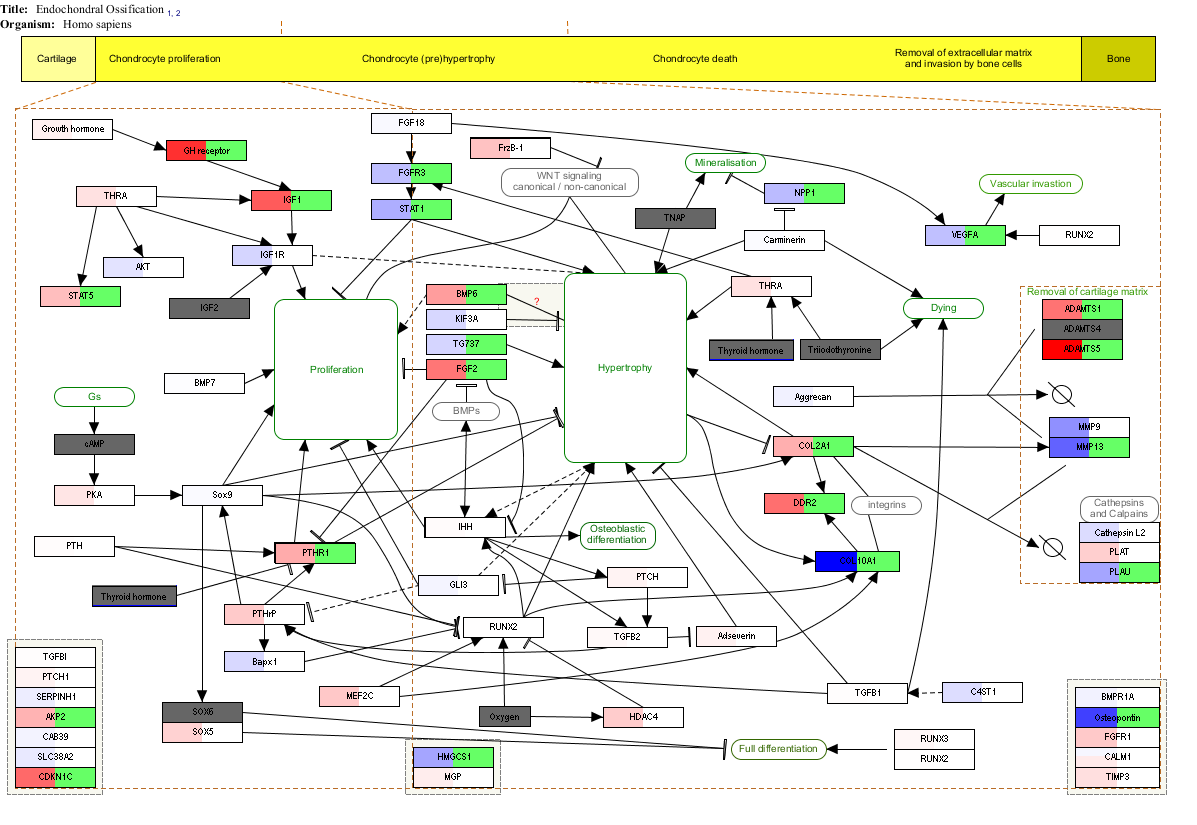 Title: Endochondral Ossification 1, 2
Organism: Homo sapiens
Cartilage
Chondrocyte proliferation
Chondrocyte (pre)hypertrophy
Chondrocyte death
Removal of extracellular matrix
and invasion by bone cells
Bone
Growth hormone
GH receptor
THRA
IGF1
AKT
IGF1R
STAT5
IGF2
FGF18
FGFR3
STAT1
FrzB-1
WNT signaling
canonical / non-canonical
Mineralisation
NPP1
TNAP
Carminerin
Vascular invastion
VEGFA
RUNX2
THRA
Thyroid hormone
Triiodothyronine
Dying
Removal of cartilage matrix
ADAMTS1
ADAMTS4
ADAMTS5
BMP6
?
KIF3A
TG737
FGF2
BMPs
Proliferation
Hypertrophy
BMP7
Gs
cAMP
PKA
Sox9
Aggrecan
MMP9
MMP13
COL2A1
DDR2
integrins
COL10A1
Cathepsins
and Calpains
Cathepsin L2
PLAT
PLAU
PTH
PTHR1
Thyroid hormone
PTHrP
Bapx1
IHH
Osteoblastic
differentiation
GLI3
PTCH
RUNX2
TGFB2
Adseverin
MEF2C
Oxygen
HDAC4
TGFB1
C4ST1
SOX6
SOX5
Full differentiation
RUNX3
RUNX2
TGFBI
PTCH1
SERPINH1
AKP2
CAB39
SLC38A2
CDKN1C
HMGCS1
MGP
BMPR1A
Osteopontin
FGFR1
CALM1
TIMP3